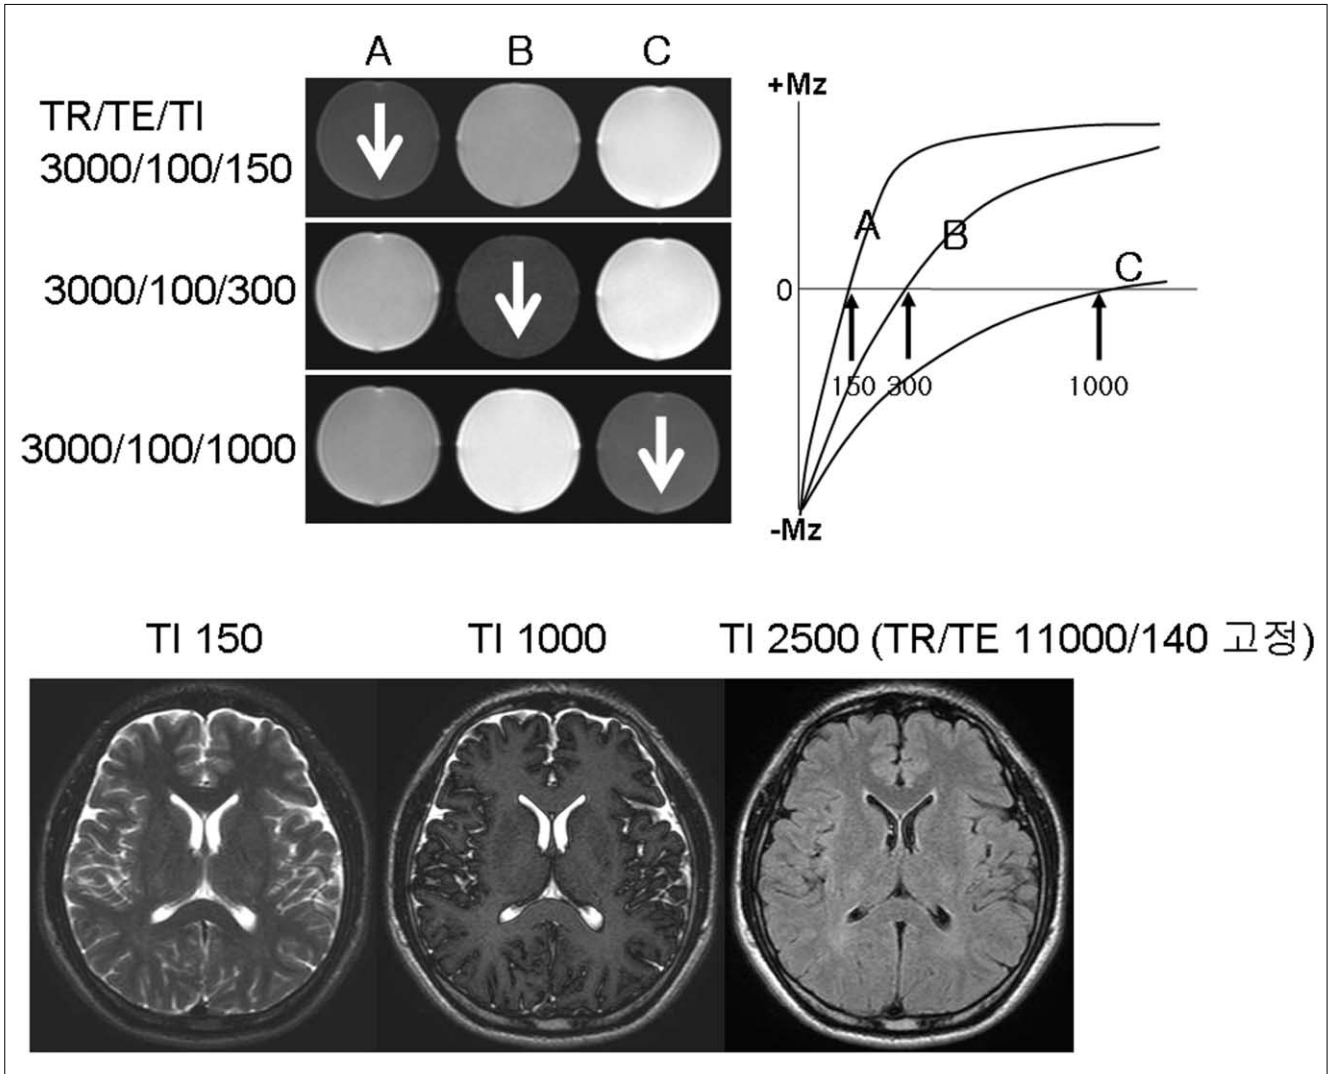 A B C
TR/TE/TI
3000/100/150
3000/100/300
3000/100/1000
+Mz
A
B
C
0
150 300 1000
-Mz
TI 150 TI 1000 TI 2500 (TR/TE 11000/140 고정)